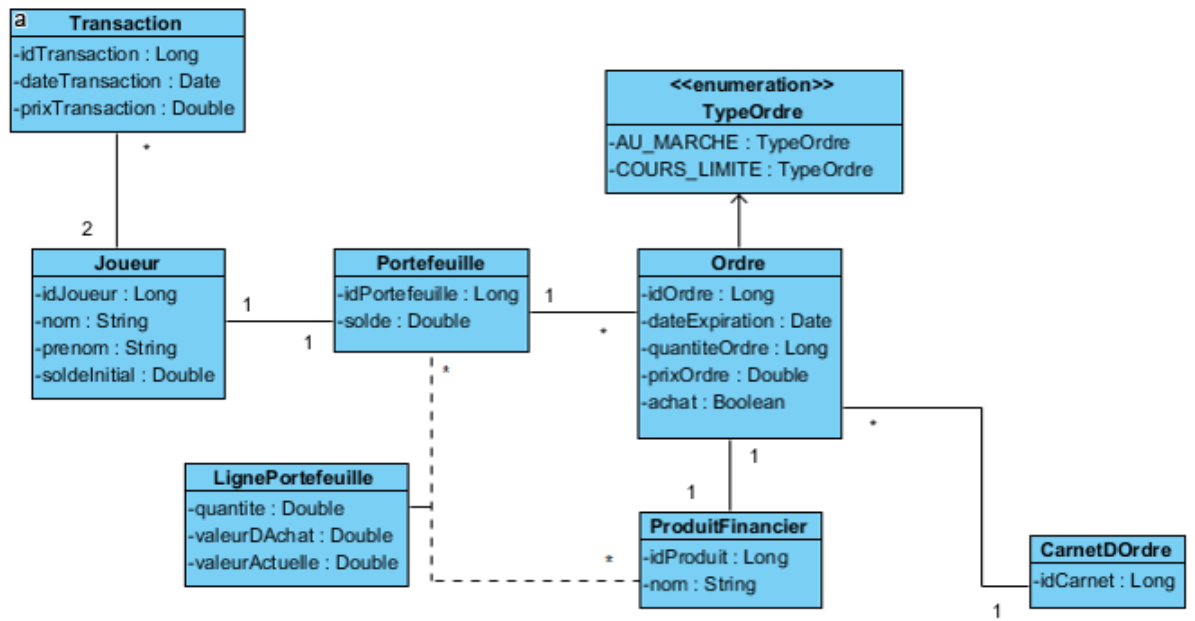 a
Transaction
-idTransaction : Long
-dateTransaction : Date
-prixTransaction : Double
*
2
<<enumeration>>
TypeOrdre
-AU_MARCHE : TypeOrdre
-COURS_LIMITE : TypeOrdre
Joueur
-idJoueur : Long
-nom : String
-prenom : String
-soldeInitial : Double
1
1
Portefeuille
-idPortefeuille : Long
-solde : Double
1
*
*
Ordre
-idOrdre : Long
-dateExpiration : Date
-quantiteOrdre : Long
-prixOrdre : Double
-achat : Boolean
*
1
1
LignePortefeuille
-quantite : Double
-valeurDAchat : Double
-valeurActuelle : Double
*
ProduitFinancier
-idProduit : Long
-nom : String
CarnetDOrdre
-idCarnet : Long
1